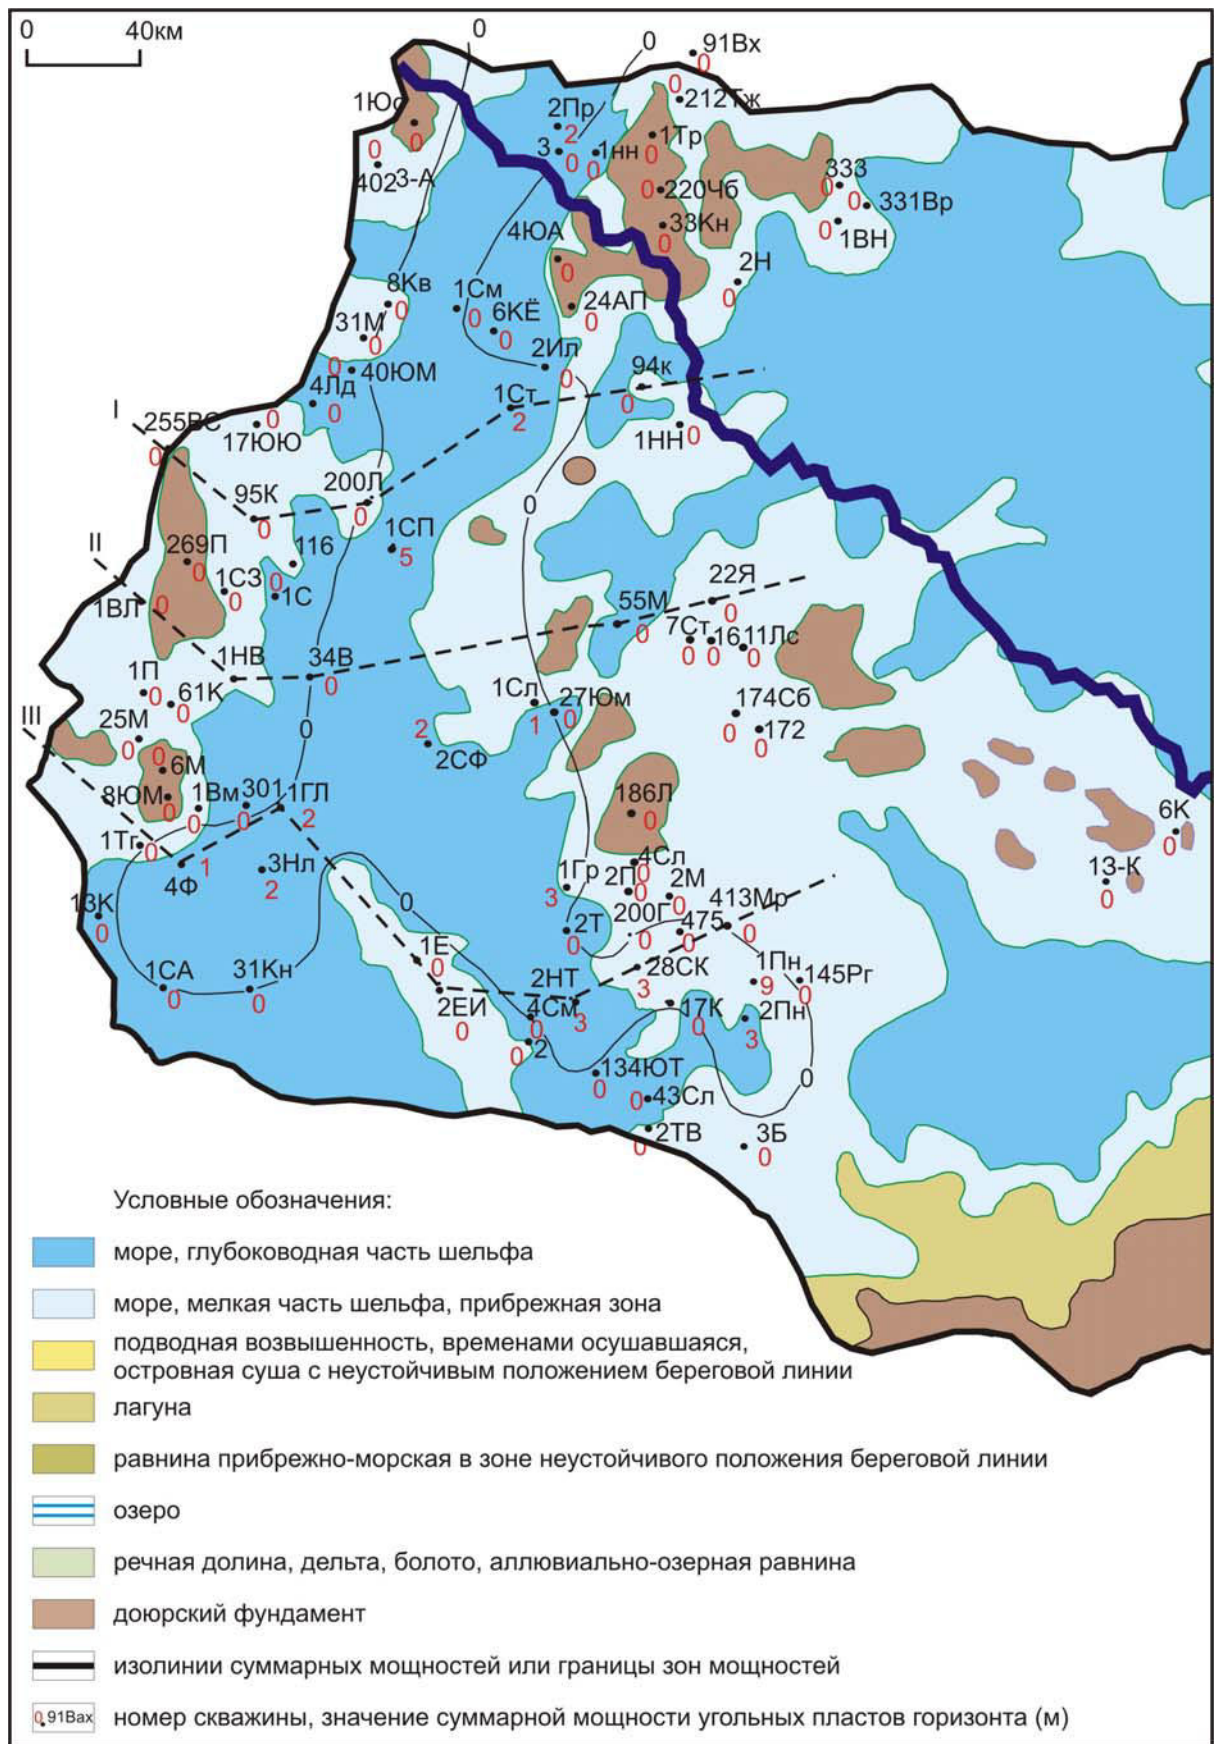 0 40км
0
0
91Вх
0
0
212Тж
1Юс
0
2Пр
2
3
0
1нн
0
1Тр
0
0
402
3-А
220Чб
0
333
0
0
331Вр
1ВН
0
33Кн
0
4ЮА
0
2Н
0
8Кв
0
1См
0
6КЁ
0
24АП
0
31М
0
2Ил
0
0
40ЮМ
4Лд
0
94к
0
1Ст
2
I
255ВС
0
0
17ЮЮ
1НН
0
95К
0
200Л
0
0
1СП
5
II
116
0
269П
0
1СЗ
0
1С
1ВЛ
0
22Я
0
55М
0
7Ст
0
16
0
11Лс
0
1НВ
34В
0
1П
0
61К
0
1Сл
1
27Юм
0
174Сб
0
172
0
III
25М
0
0
6М
0
2
2СФ
8ЮМ
0
1Вм
0
301
0
1ГЛ
2
186Л
0
6К
0
1Тг
0
4Ф
1
3Нл
2
4Сл
0
1Гр
3
2П
0
2М
0
13-К
0
13К
0
0
2Т
0
200Г
0
475
0
413Мр
0
1Е
0
1СА
0
31Кн
0
2ЕИ
0
2НТ
3
28СК
3
1Пн
9
145Рг
0
4См
0
17К
0
2Пн
3
2
0
134ЮТ
0
0
43Сл
0
2ТВ
0
3Б
0
Условные обозначения:
море, глубоководная часть шельфа
море, мелкая часть шельфа, прибрежная зона
подводная возвышенность, временами осушавшаяся,
островная суша с неустойчивым положением береговой линии
лагуна
равнина прибрежно-морская в зоне неустойчивого положения береговой линии
озеро
речная долина, дельта, болото, аллювиально-озерная равнина
доюрский фундамент
изолинии суммарных мощностей или границы зон мощностей
0 91Вах номер скважины, значение суммарной мощности угольных пластов горизонта (м)